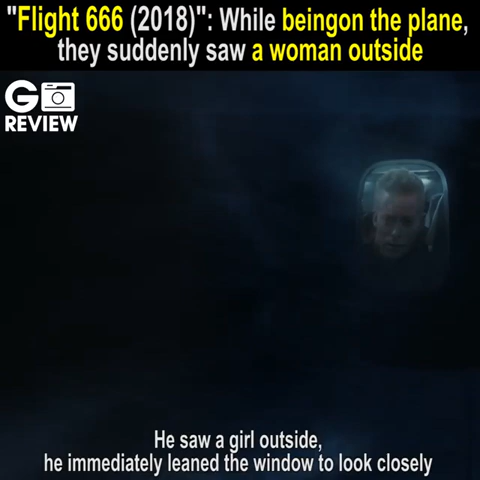 "Flight 666 (2018)": While beingon the plane,
they suddenly saw a woman outside
G
REVIEW
He saw a girl outside,
he immediately leaned the window to look closely